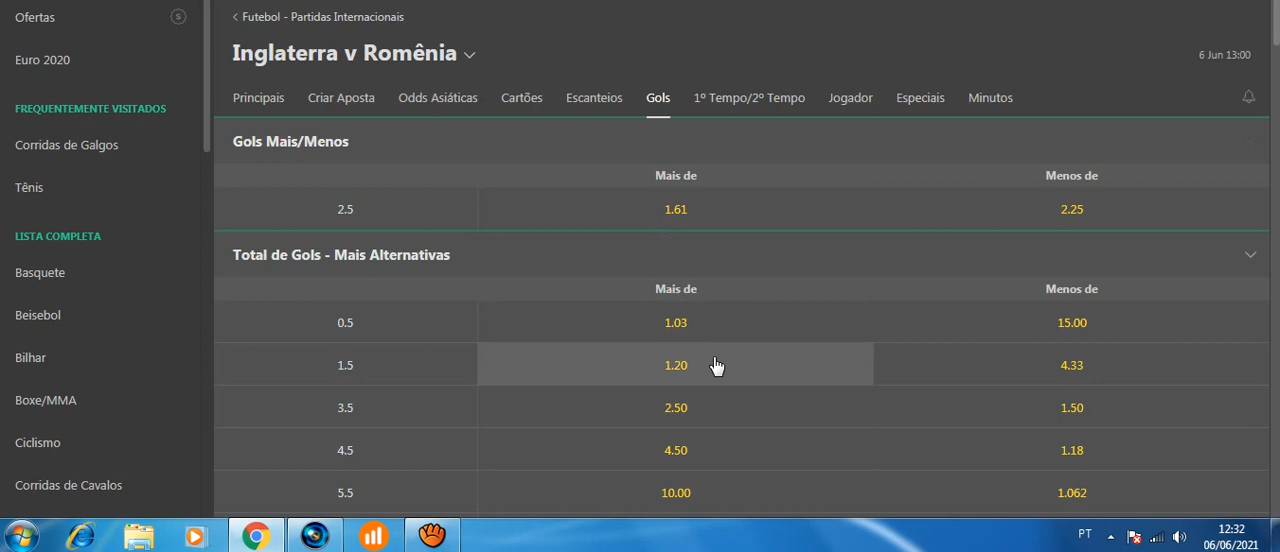 Ofertas
Euro 2020
FREQUENTEMENTE VISITADOS
Corridas de Galgos
Tênis
LISTA COMPLETA
Basquete
Beisebol
Bilhar
Boxe/MMA
Ciclismo
Corridas de Cavalos
Futebol - Partidas Internacionais
Inglaterra v Romênia
6 Jun 13:00
Principais Criar Aposta Odds Asiáticas Cartões Escanteios Gols 1º Tempo/2º Tempo Jogador Especiais Minutos
Gols Mais/Menos
Mais de Menos de
2.5 1.61 2.25
Total de Gols - Mais Alternativas
Mais de Menos de
0.5 1.03 15.00
1.5 1.20 4.33
3.5 2.50 1.50
4.5 4.50 1.18
5.5 10.00 1.062
PT 12:32
06/06/2021